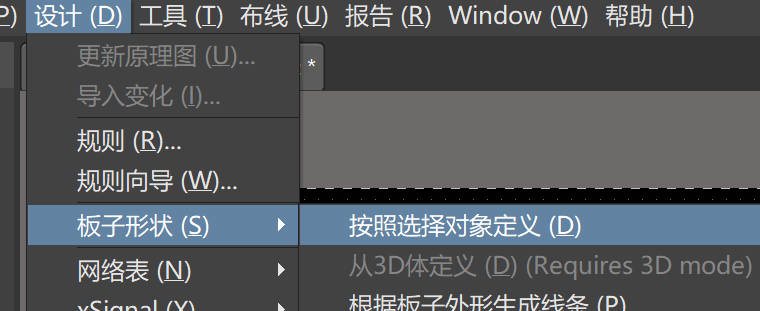 P) 设计 (D) 工具 (T) 布线 (U) 报告 (R) Window (W) 帮助 (H)
更新原理图 (U)... *
导入变化 (I)...
规则 (R)...
规则向导 (W)...
板子形状 (S) 按照选择对象定义 (D)
从3D体定义 (D) (Requires 3D mode)
网络表 (N)
根据板子外形生成线条 (P)
xSignal (X)